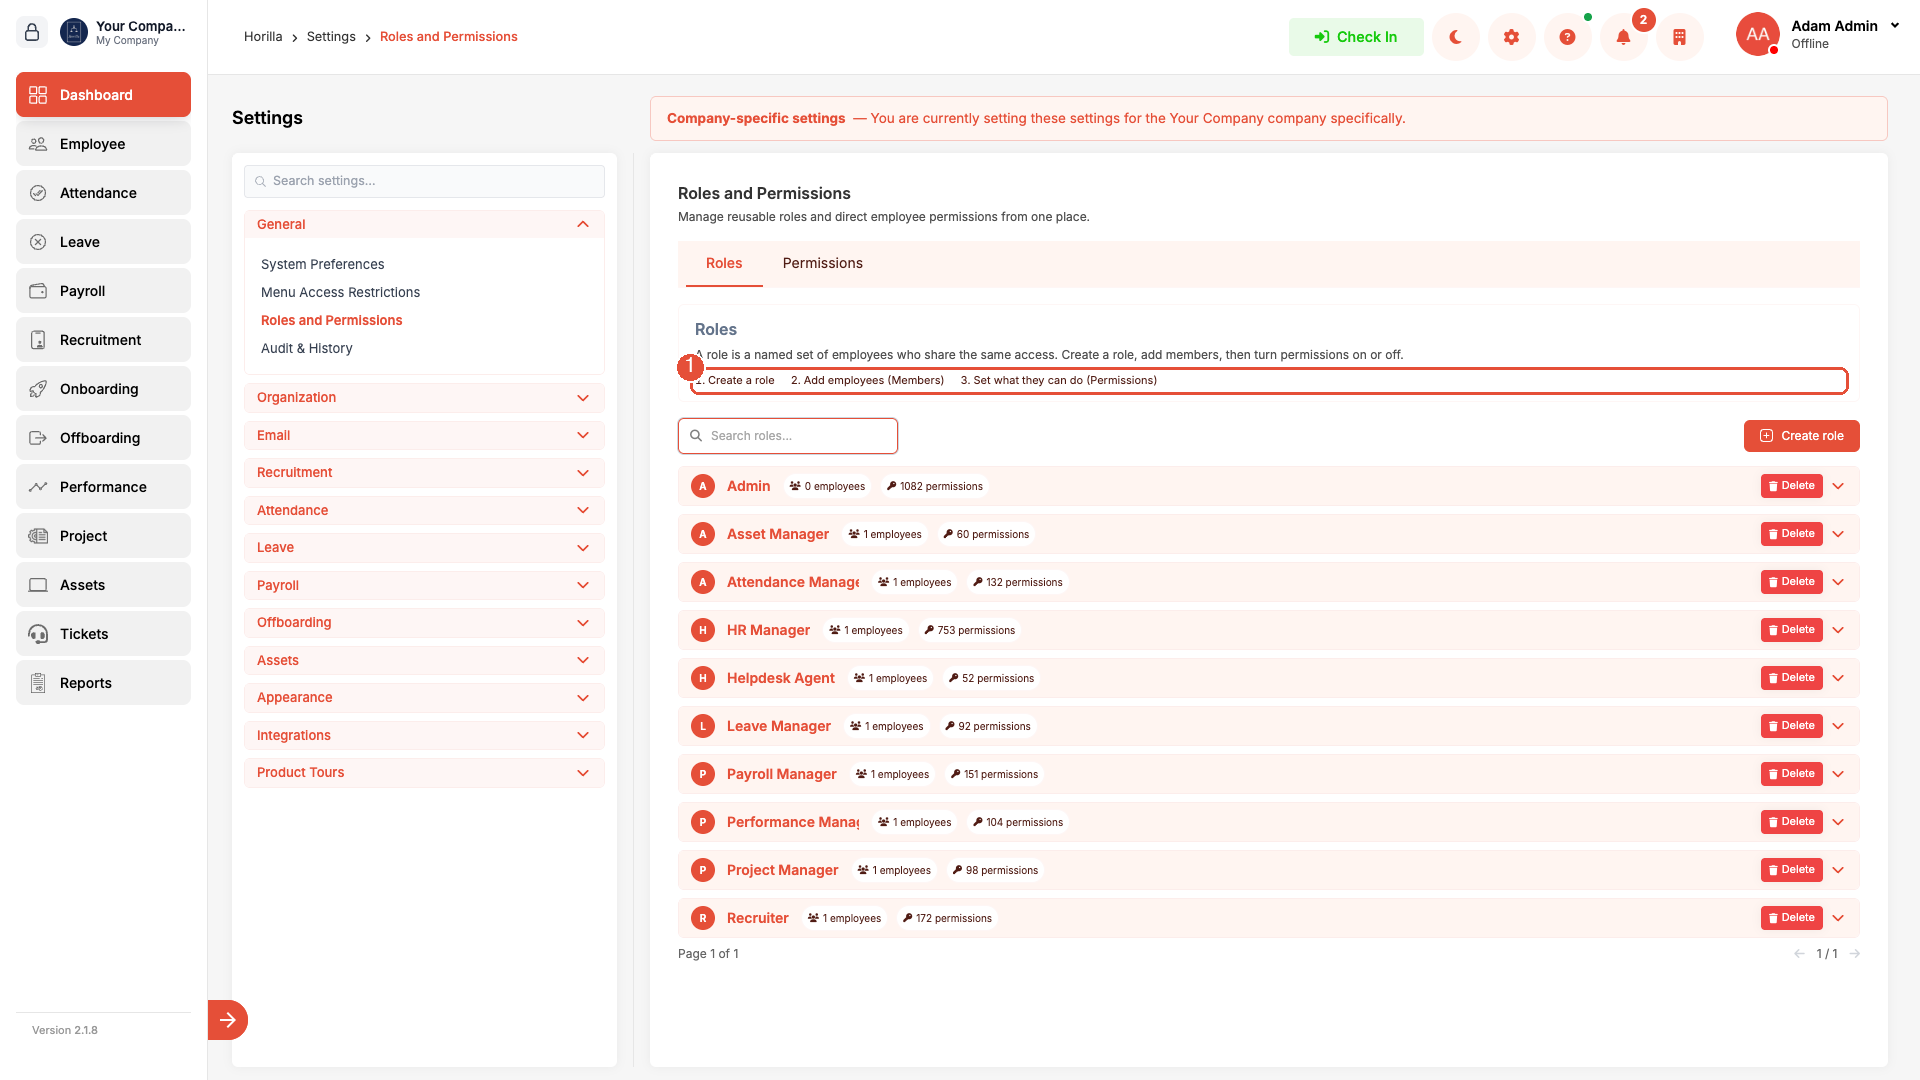 Your Compa...
My Company
Horilla > Settings > Roles and Permissions
Check In
2
AA
Adam Admin
Offline
Dashboard
Employee
Attendance
Leave
Payroll
Recruitment
Onboarding
Offboarding
Performance
Project
Assets
Tickets
Reports
Version 2.1.8
Settings
Search settings...
General
System Preferences
Menu Access Restrictions
Roles and Permissions
Audit & History
Organization
Email
Recruitment
Attendance
Leave
Payroll
Offboarding
Assets
Appearance
Integrations
Product Tours
Company-specific settings — You are currently setting these settings for the Your Company company specifically.
Roles and Permissions
Manage reusable roles and direct employee permissions from one place.
Roles Permissions
Roles
A role is a named set of employees who share the same access. Create a role, add members, then turn permissions on or off.
1
1. Create a role 2. Add employees (Members) 3. Set what they can do (Permissions)
Search roles...
Create role
A Admin 0 employees 1082 permissions Delete
A Asset Manager 1 employees 60 permissions Delete
A Attendance Manage 1 employees 132 permissions Delete
H HR Manager 1 employees 753 permissions Delete
H Helpdesk Agent 1 employees 52 permissions Delete
L Leave Manager 1 employees 92 permissions Delete
P Payroll Manager 1 employees 151 permissions Delete
P Performance Manag 1 employees 104 permissions Delete
P Project Manager 1 employees 98 permissions Delete
R Recruiter 1 employees 172 permissions Delete
Page 1 of 1
1 / 1